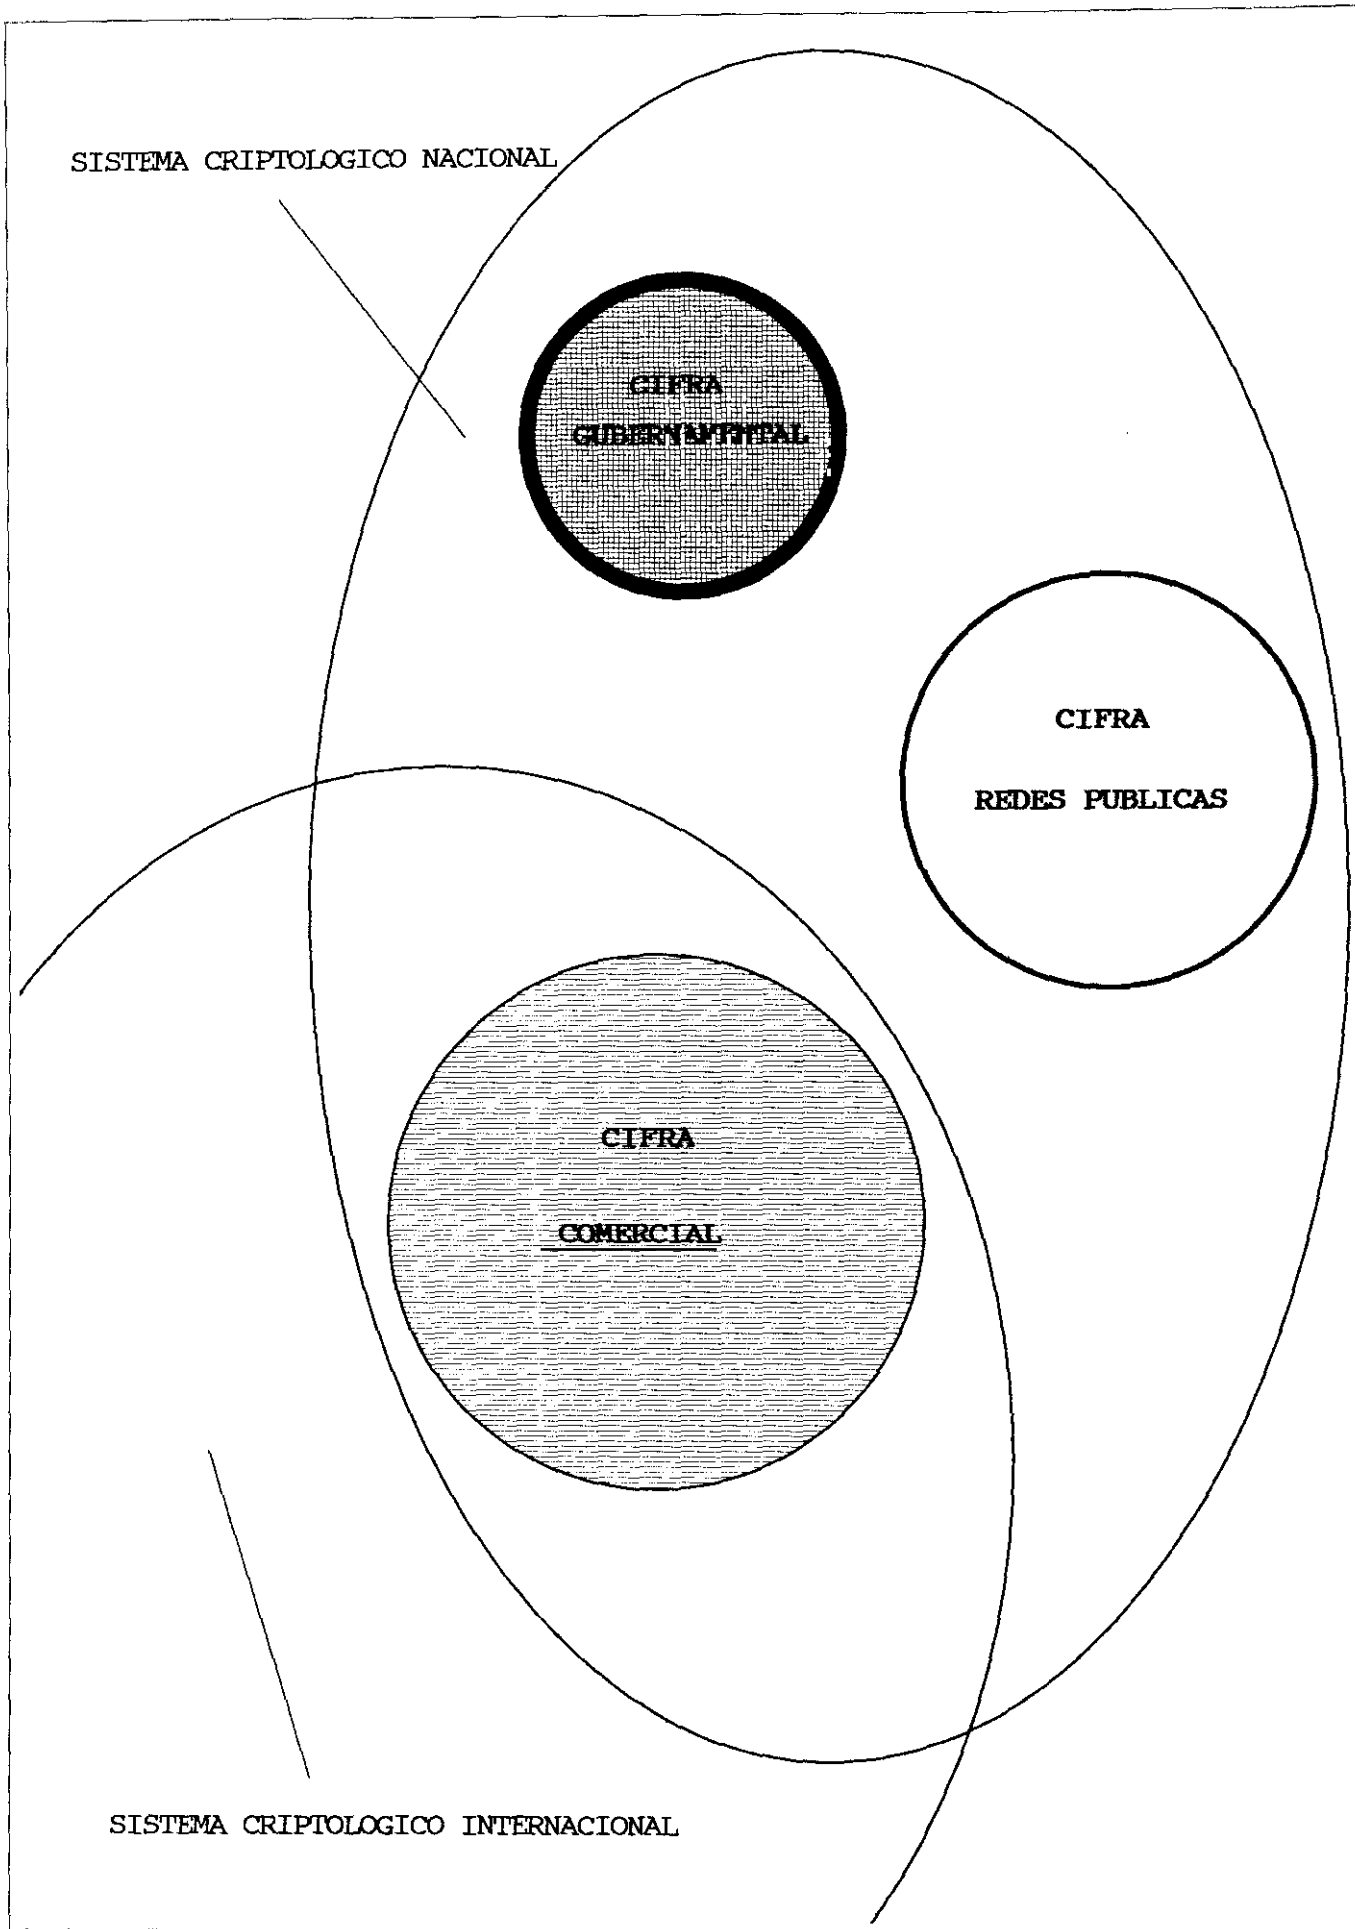 SISTEMA CRIPTOLOGICO NACIONAL
CIFRA
CIFRA
REDES PUBLICAS
CIFRA
COMERCIAL
SISTEMA CRIPTOLOGICO INTERNACIONAL